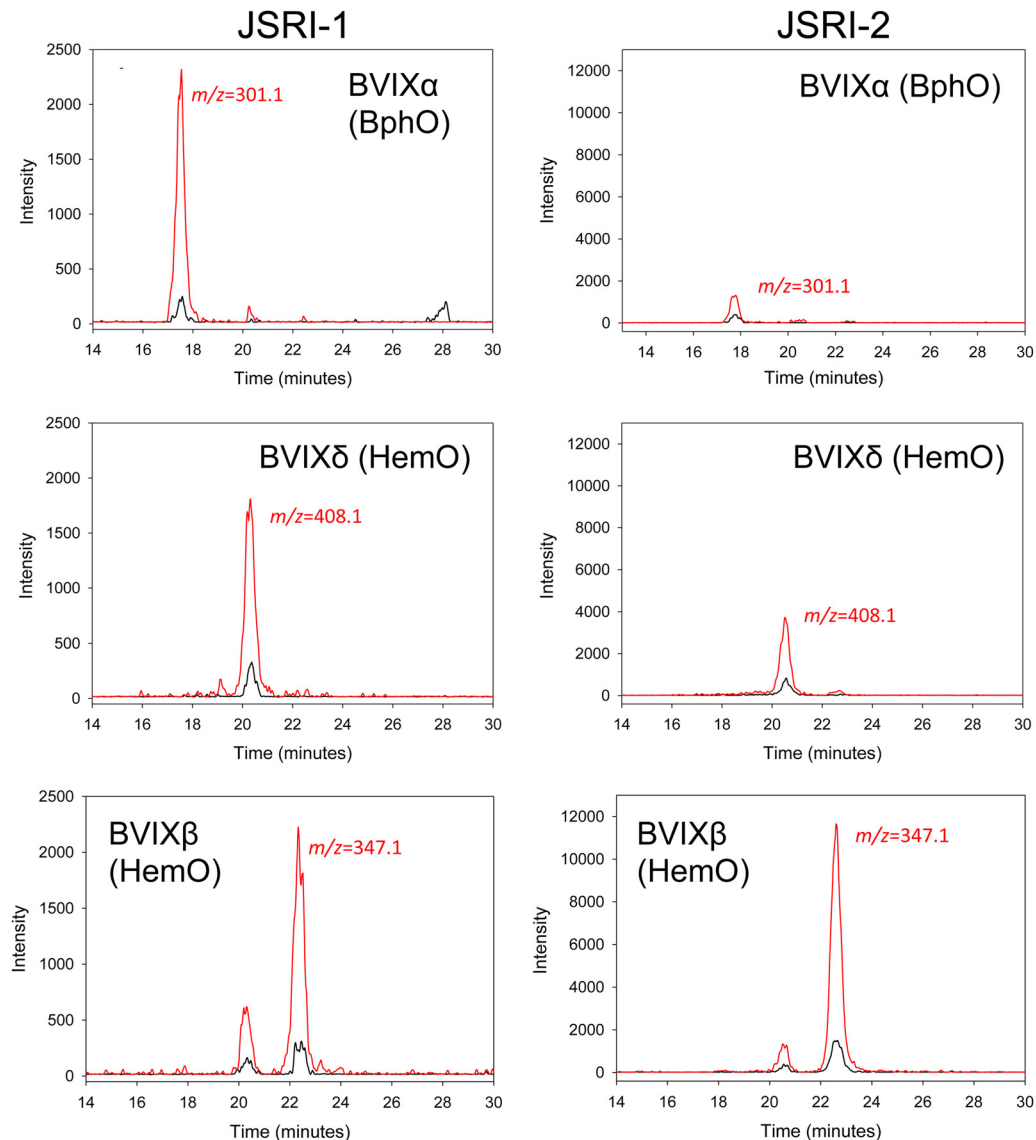 JSRI-1
JSRI-2
2500
2000
1500
1000
500
0
Intensity
14 16 18 20 22 24 26 28 30
Time (minutes)
m/z=301.1
BVIXα
(BphO)
12000
10000
8000
6000
4000
2000
0
Intensity
14 16 18 20 22 24 26 28 30
Time (minutes)
BVIXα (BphO)
m/z=301.1
2500
2000
1500
1000
500
0
Intensity
14 16 18 20 22 24 26 28 30
Time (minutes)
BVIXδ (HemO)
m/z=408.1
12000
10000
8000
6000
4000
2000
0
Intensity
14 16 18 20 22 24 26 28 30
Time (minutes)
BVIXδ (HemO)
m/z=408.1
2500
2000
1500
1000
500
0
Intensity
14 16 18 20 22 24 26 28 30
Time (minutes)
BVIXβ
(HemO)
m/z=347.1
12000
10000
8000
6000
4000
2000
0
Intensity
14 16 18 20 22 24 26 28 30
Time (minutes)
BVIXβ
(HemO)
m/z=347.1